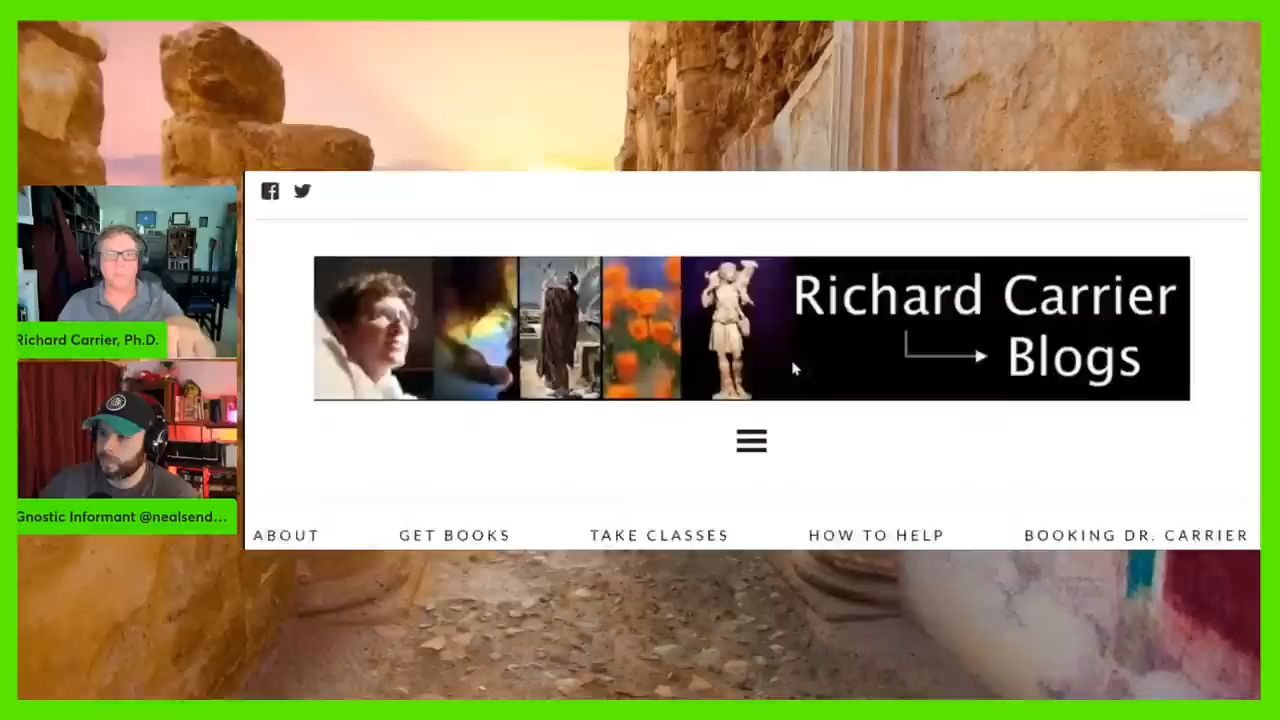 Richard Carrier
Blogs
ABOUT
GET BOOKS
TAKE CLASSES
HOW TO HELP
BOOKING DR. CARRIER
Richard Carrier, Ph.D.
Gnostic Informant @nealsend...